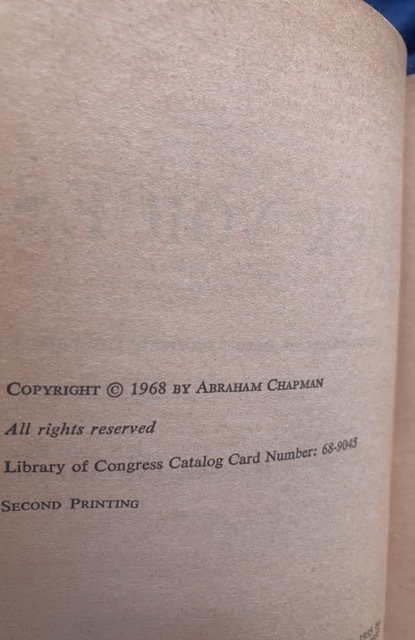 COPYRIGHT © 1968 BY ABRAHAM CHAPMAN
All rights reserved
Library of Congress Catalog Card Number: 68-9045
SECOND PRINTING